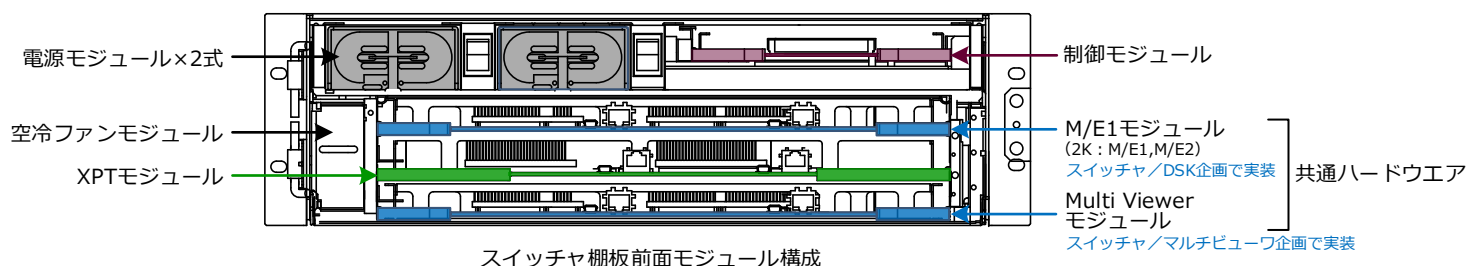 電源モジュール×2式
空冷ファンモジュール
XPTモジュール
制御モジュール
M/E1モジュール
（2K：M/E1,M/E2）
スイッチャ／DSK企画で実装
共通ハードウエア
Multi Viewer
モジュール
スイッチャ／マルチビューワ企画で実装
スイッチャ棚板前面モジュール構成